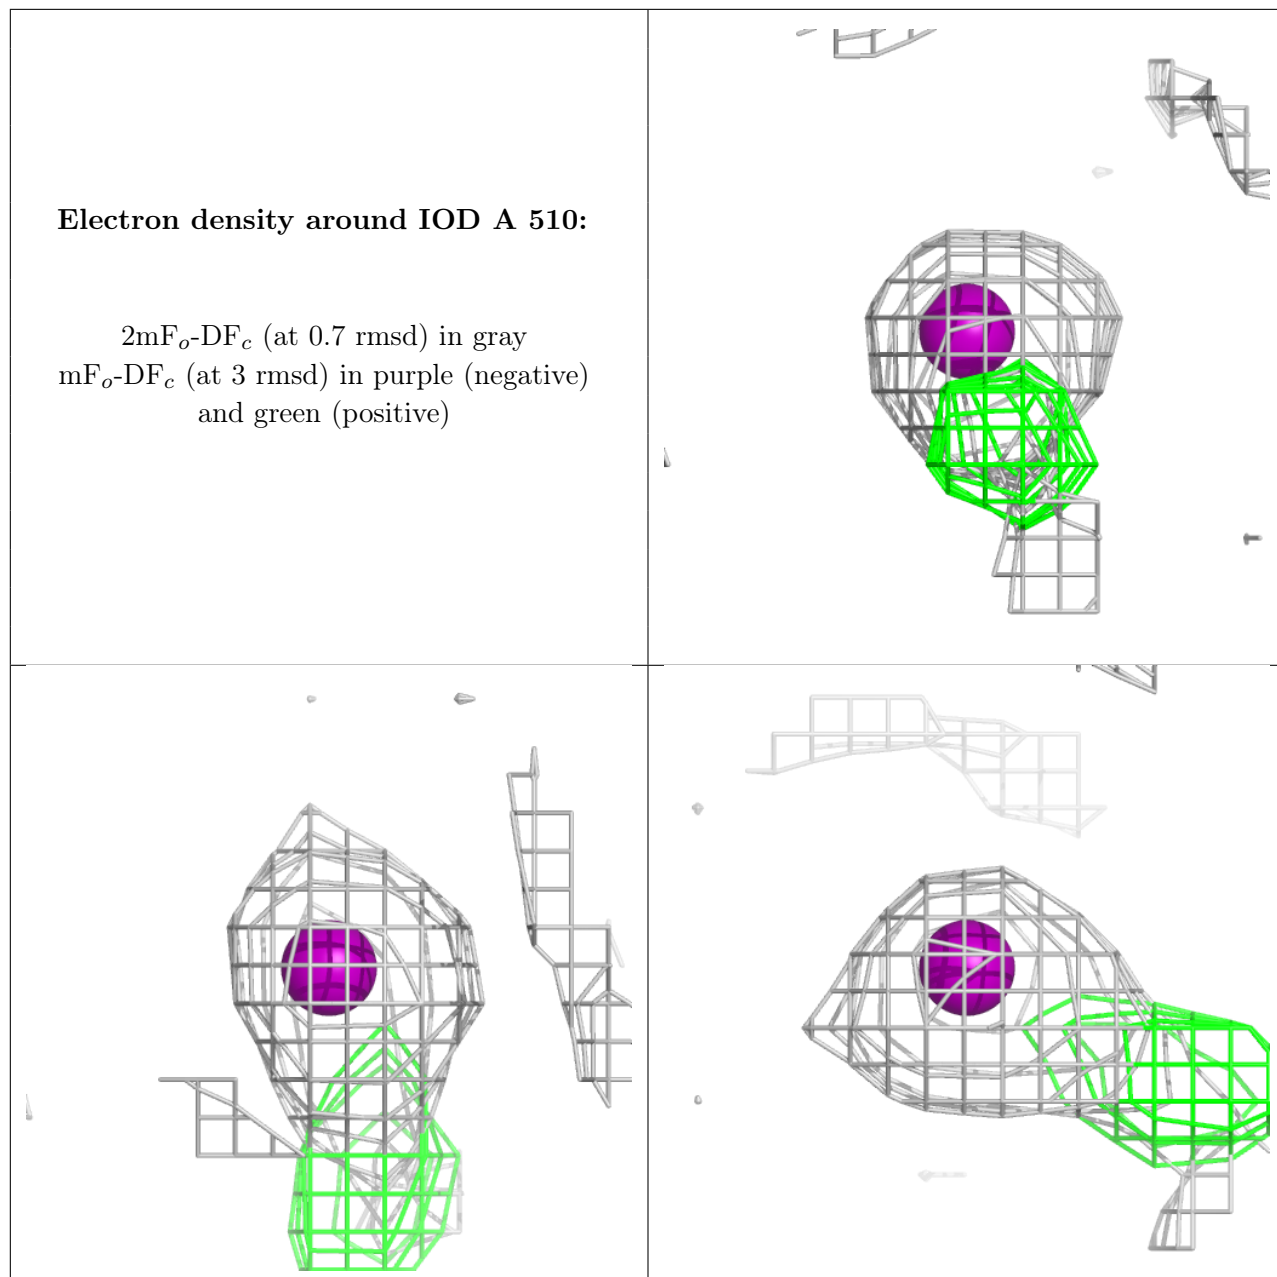 Electron density around IOD A 510:
2mFo-DFc (at 0.7 rmsd) in gray
mFo-DFc (at 3 rmsd) in purple (negative)
and green (positive)